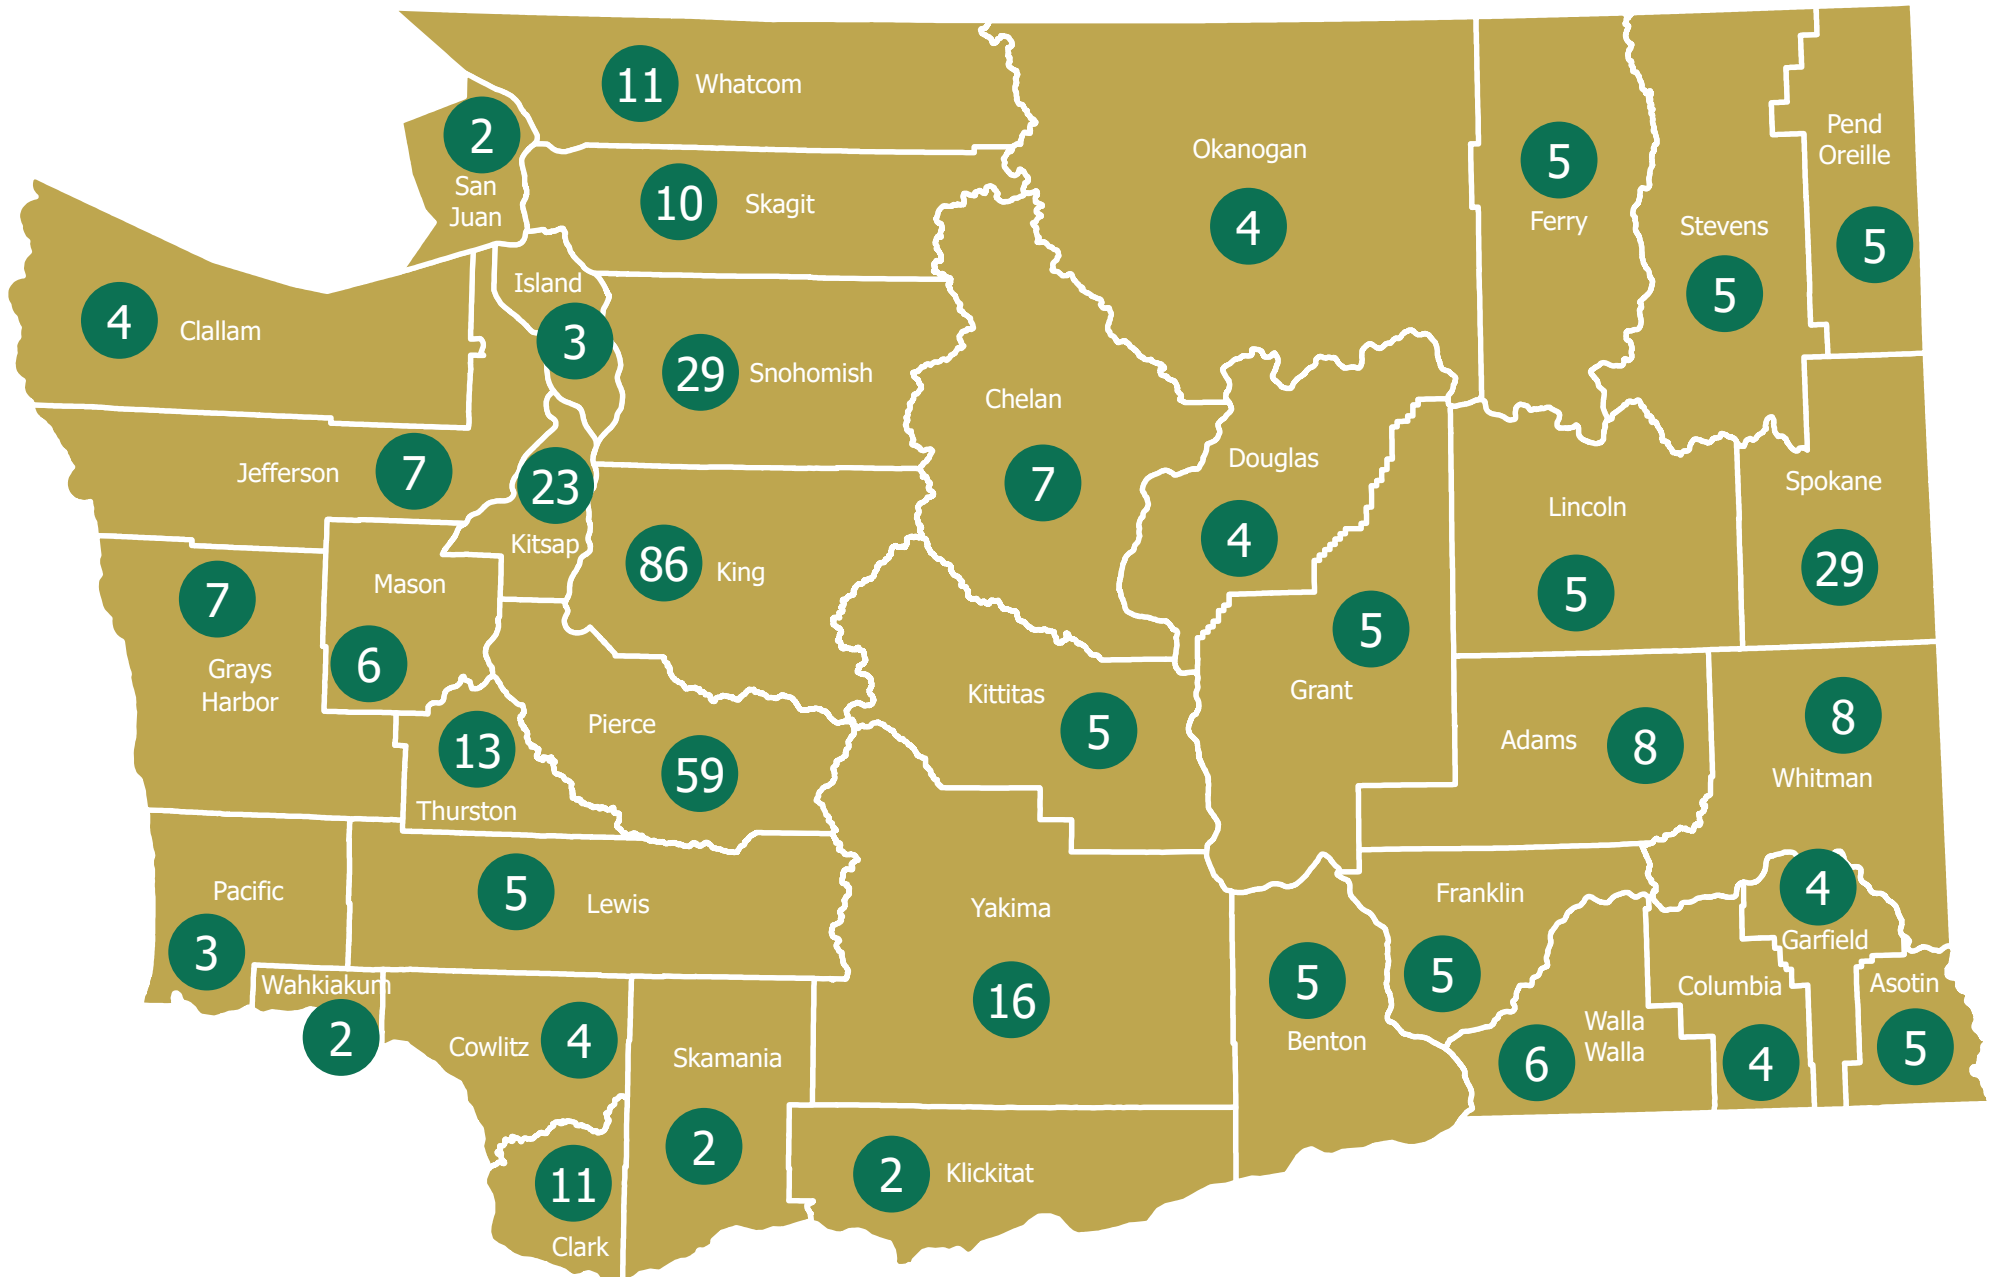 11 Whatcom
2
San
Juan
10 Skagit
Okanogan
4
5
Ferry
Stevens
5
Pend
Oreille
5
4 Clallam
Island
3
29 Snohomish
Chelan
7
Jefferson 7
23
Kitsap
86 King
Douglas
4
Lincoln
5
Spokane
29
7
Grays
Harbor
Mason
6
13
Thurston
Pierce
59
Kittitas 5
5
Grant
Adams 8
8
Whitman
Pacific
3
5 Lewis
Yakima
16
Franklin
5
4
Garfield
Wahkiakum
2
Cowlitz 4
Skamania
2
5
Benton
6
Walla
Walla
Columbia
4
Asotin
5
11
Clark
2 Klickitat